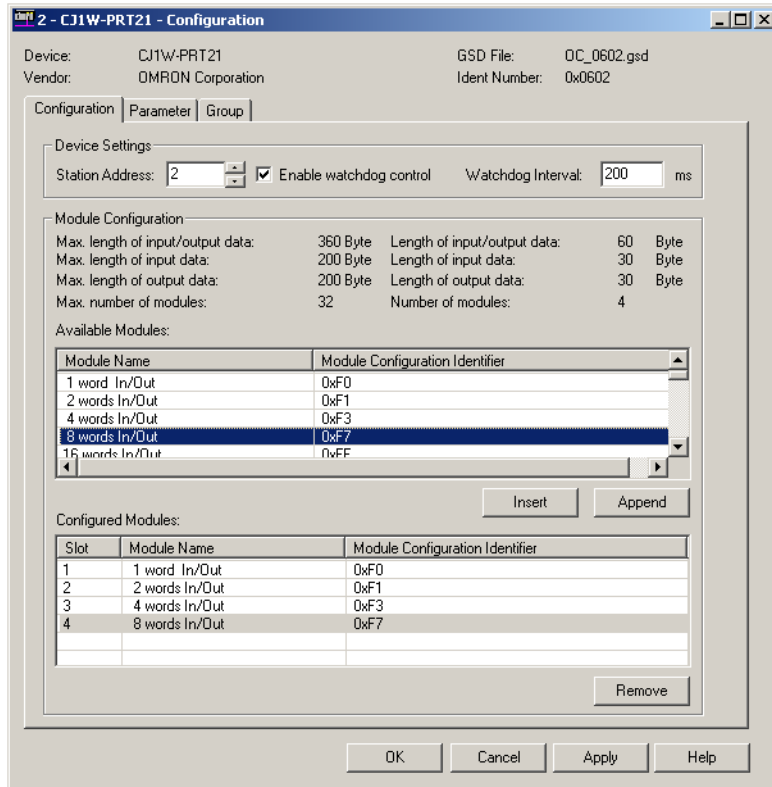 2 - CJ1W-PRT21 - Configuration
Device: CJ1W-PRT21 GSD File: OC_0602.gsd
Vendor: OMRON Corporation Ident Number: 0x0602
Configuration Parameter Group
Device Settings
Station Address: 2 Enable watchdog control Watchdog Interval: 200 ms
Module Configuration
Max. length of input/output data: 360 Byte Length of input/output data: 60 Byte
Max. length of input data: 200 Byte Length of input data: 30 Byte
Max. length of output data: 200 Byte Length of output data: 30 Byte
Max. number of modules: 32 Number of modules: 4
Available Modules:
Module Name Module Configuration Identifier
1 word In/Out 0xF0
2 words In/Out 0xF1
4 words In/Out 0xF3
8 words In/Out 0xF7
16 words In/Out 0xFF
Insert Append
Configured Modules:
Slot Module Name Module Configuration Identifier
1 1 word In/Out 0xF0
2 2 words In/Out 0xF1
3 4 words In/Out 0xF3
4 8 words In/Out 0xF7
Remove
OK Cancel Apply Help